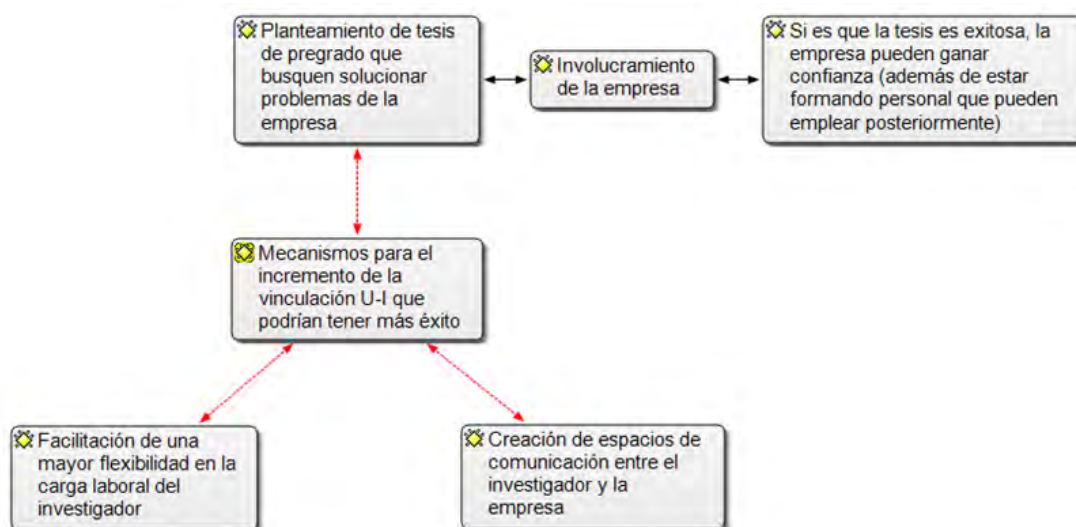 Planteamiento de tesis
de pregrado que
busquen solucionar
problemas de la
empresa
Involucramiento
de la empresa
Si es que la tesis es exitosa, la
empresa pueden ganar
confianza (además de estar
formando personal que pueden
emplear posteriormente)
Mecanismos para el
incremento de la
vinculación U-I que
podrían tener más éxito
Facilitación de una
mayor flexibilidad en la
carga laboral del
investigador
Creación de espacios de
comunicación entre el
investigador y la
empresa